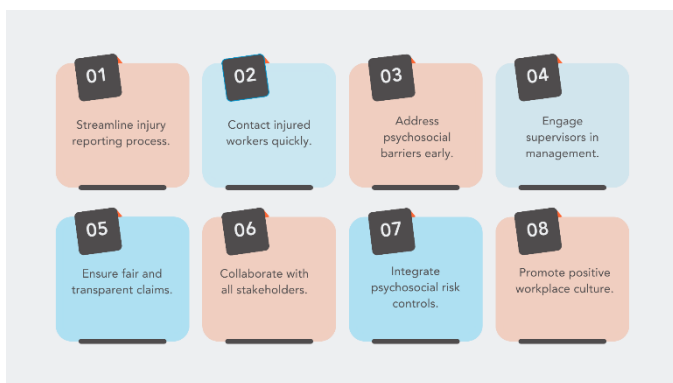 01
Streamline injury
reporting process.
02
Contact injured
workers quickly.
03
Address
psychosocial
barriers early.
04
Engage
supervisors in
management.
05
Ensure fair and
transparent claims.
06
Collaborate with
all stakeholders.
07
Integrate
psychosocial risk
controls.
08
Promote positive
workplace culture.